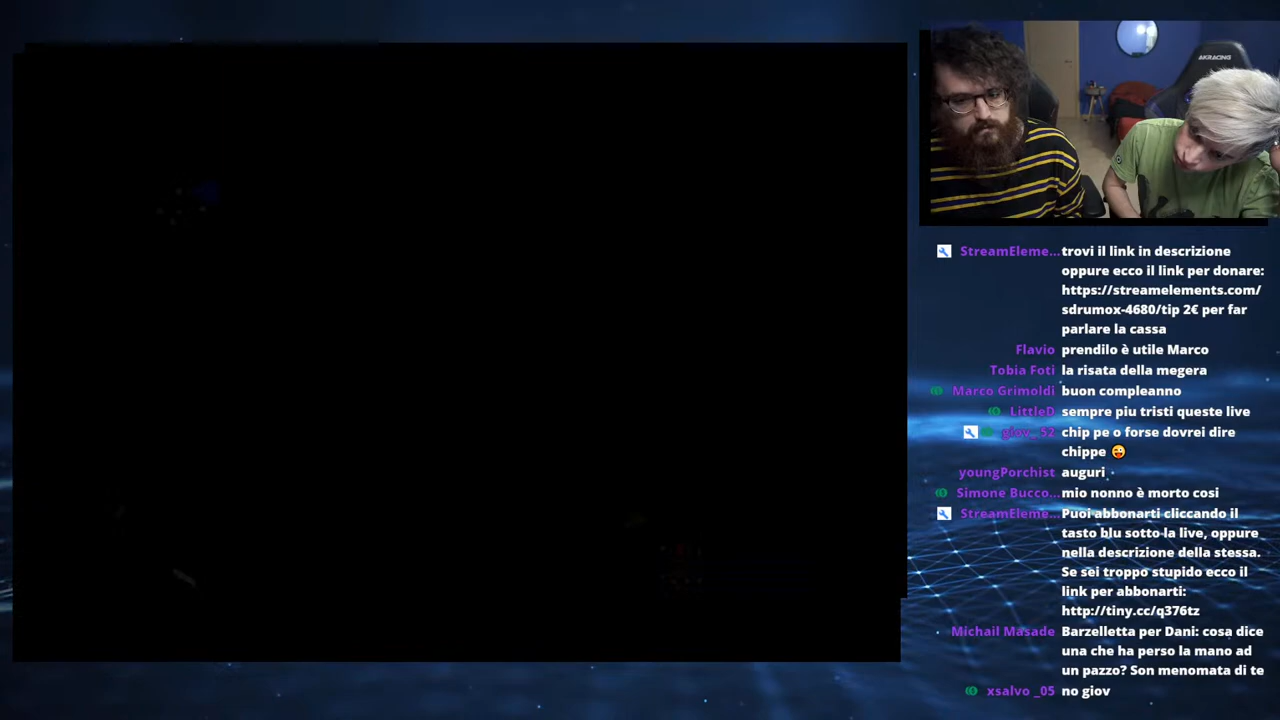 AKRACING
StreamEleme... trovi il link in descrizione
oppure ecco il link per donare:
https://streamelements.com/
sdrumox-4680/tip 2€ per far
parlare la cassa
Flavio prendilo è utile Marco
Tobia Foti la risata della megera
Marco Grimoldi buon compleanno
LittleD sempre piu tristi queste live
giov_52 chip pe o forse dovrei dire
chippe 😜
youngPorchist auguri
Simone Bucco... mio nonno è morto cosi
StreamEleme... Puoi abbonarti cliccando il
tasto blu sotto la live, oppure
nella descrizione della stessa.
Se sei troppo stupido ecco il
link per abbonarti:
http://tiny.cc/q376tz
Michail Masade Barzelletta per Dani: cosa dice
una che ha perso la mano ad
un pazzo? Son menomata di te
xsalvo _05 no giov